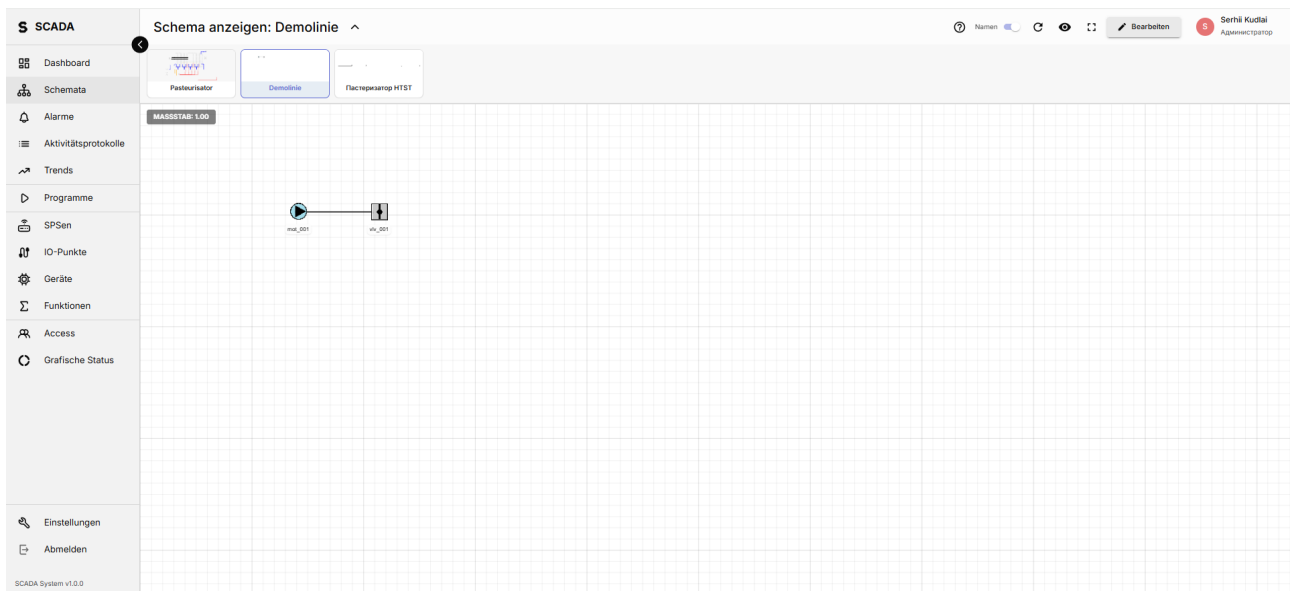 SCADA
Schema anzeigen: Demolinie
Namen
Bearbeiten
S
Serhii Kudlai
Администратор
Dashboard
Schemata
Alarme
Aktivitätsprotokolle
Trends
Programme
SPSen
IO-Punkte
Geräte
Funktionen
Access
Grafische Status
Einstellungen
Abmelden
SCADA System v1.0.0
Pasteurisator
Demolinie
Пастеризатор HTST
MASSSTAB: 1.00
mot_001
vlv_001